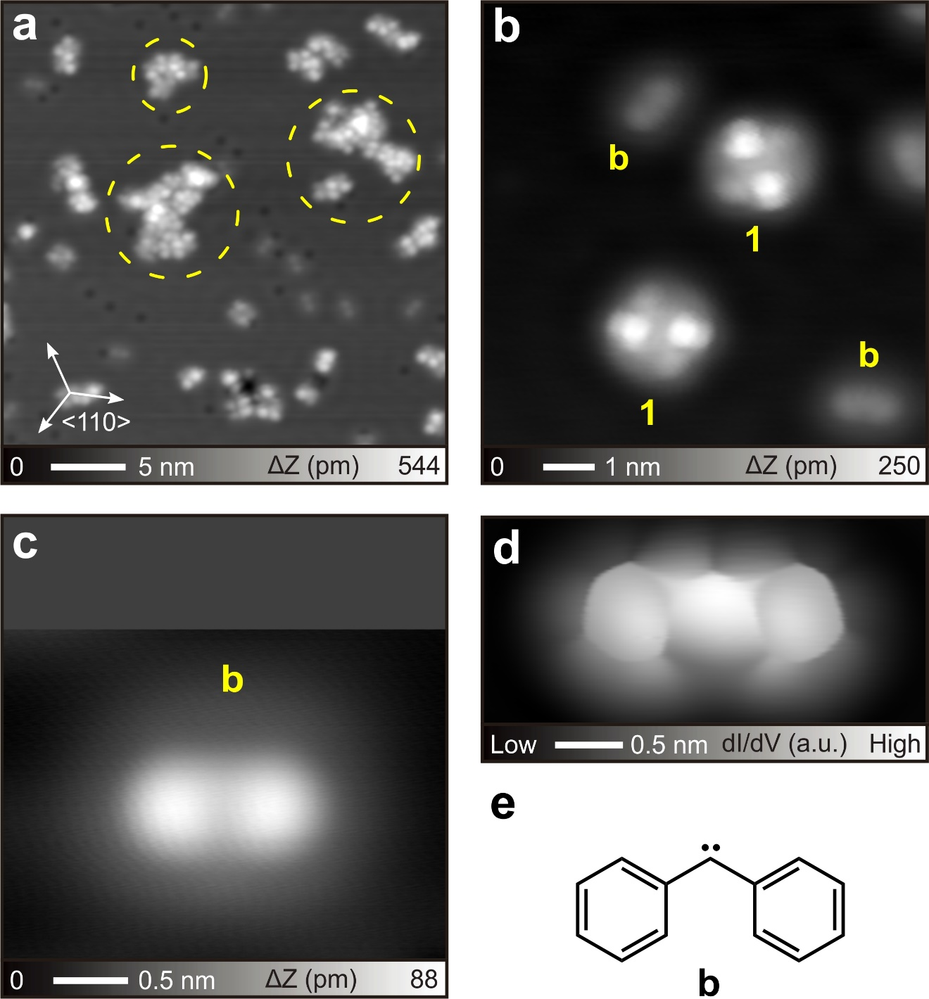 a
<110>
0 5 nm ΔZ (pm) 544
b
b
1
1
b
0 1 nm ΔZ (pm) 250
c
b
0 0.5 nm ΔZ (pm) 88
d
Low 0.5 nm dI/dV (a.u.) High
e
b